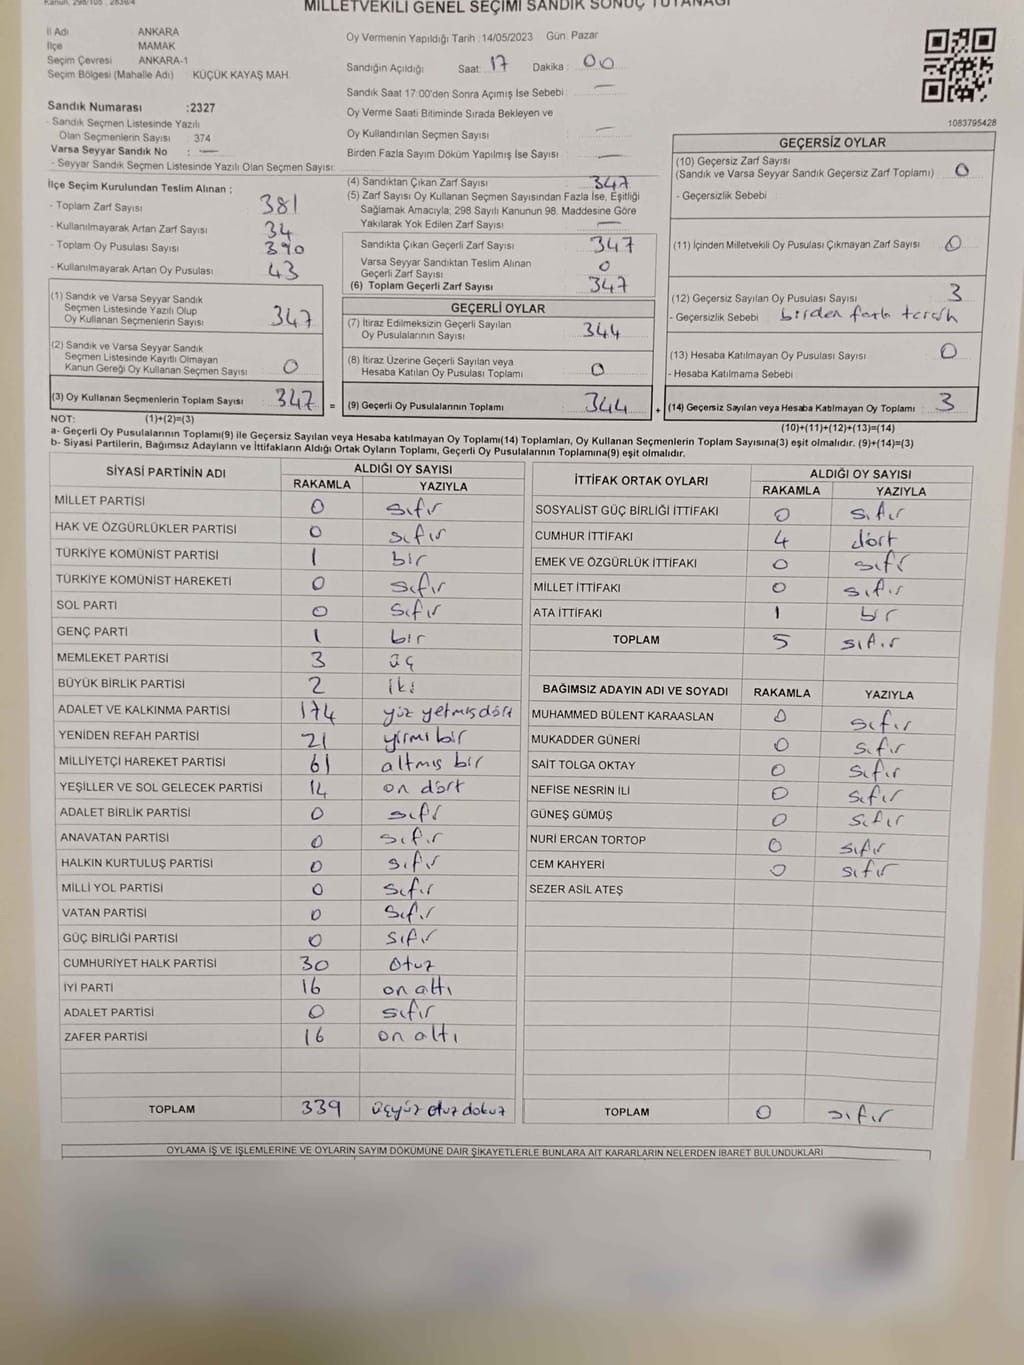 Kanun, 298/105 , 2839/4
MİLLETVEKİLİ GENEL SEÇİMİ SANDIK SONUÇ TUTANAĞI
İl Adı ANKARA
İlçe MAMAK
Seçim Çevresi ANKARA-1
Seçim Bölgesi (Mahalle Adı) : KÜÇÜK KAYAŞ MAH.
Sandık Numarası :2327
- Sandık Seçmen Listesinde Yazılı
Olan Seçmenlerin Sayısı : 374
Varsa Seyyar Sandık No : —
- Seyyar Sandık Seçmen Listesinde Yazılı Olan Seçmen Sayısı:
İlçe Seçim Kurulundan Teslim Alınan ;
- Toplam Zarf Sayısı 381
- Kullanılmayarak Artan Zarf Sayısı 34
- Toplam Oy Pusulası Sayısı 390
- Kullanılmayarak Artan Oy Pusulası 43
(1) Sandık ve Varsa Seyyar Sandık
Seçmen Listesinde Yazılı Olup
Oy Kullanan Seçmenlerin Sayısı 347
(2) Sandık ve Varsa Seyyar Sandık
Seçmen Listesinde Kayıtlı Olmayan
Kanun Gereği Oy Kullanan Seçmen Sayısı 0
(3) Oy Kullanan Seçmenlerin Toplam Sayısı 347 =
Oy Vermenin Yapıldığı Tarih :14/05/2023 Gün: Pazar
Sandığın Açıldığı Saat: 17 Dakika : 00
Sandık Saat 17:00'den Sonra Açımış İse Sebebi : —
Oy Verme Saati Bitiminde Sırada Bekleyen ve
Oy Kullandırılan Seçmen Sayısı : —
Birden Fazla Sayım Döküm Yapılmış İse Sayısı : —
(4) Sandıktan Çıkan Zarf Sayısı 347
(5) Zarf Sayısı Oy Kullanan Seçmen Sayısından Fazla İse, Eşitliği
Sağlamak Amacıyla; 298 Sayılı Kanunun 98. Maddesine Göre
Yakılarak Yok Edilen Zarf Sayısı —
Sandıkta Çıkan Geçerli Zarf Sayısı 347
Varsa Seyyar Sandıktan Teslim Alınan
Geçerli Zarf Sayısı 0
(6) Toplam Geçerli Zarf Sayısı 347
GEÇERLİ OYLAR
(7) İtiraz Edilmeksizin Geçerli Sayılan
Oy Pusulalarının Sayısı 344
(8) İtiraz Üzerine Geçerli Sayılan veya
Hesaba Katılan Oy Pusulası Toplamı 0
(9) Geçerli Oy Pusulalarının Toplamı 344 +
1083795428
GEÇERSİZ OYLAR
(10) Geçersiz Zarf Sayısı
(Sandık ve Varsa Seyyar Sandık Geçersiz Zarf Toplamı) : 0
- Geçersizlik Sebebi :
(11) İçinden Milletvekili Oy Pusulası Çıkmayan Zarf Sayısı 0
(12) Geçersiz Sayılan Oy Pusulası Sayısı 3
- Geçersizlik Sebebi birden fazla tercih
(13) Hesaba Katılmayan Oy Pusulası Sayısı 0
- Hesaba Katılmama Sebebi
(14) Geçersiz Sayılan veya Hesaba Katılmayan Oy Toplamı 3
NOT: (1)+(2)=(3) (10)+(11)+(12)+(13)=(14)
a- Geçerli Oy Pusulalarının Toplamı(9) ile Geçersiz Sayılan veya Hesaba katılmayan Oy Toplamı(14) Toplamları, Oy Kullanan Seçmenlerin Toplam Sayısına(3) eşit olmalıdır. (9)+(14)=(3)
b- Siyasi Partilerin, Bağımsız Adayların ve İttifakların Aldığı Ortak Oyların Toplamı, Geçerli Oy Pusulalarının Toplamına(9) eşit olmalıdır.
SİYASİ PARTİNİN ADI ALDIĞI OY SAYISI
RAKAMLA YAZIYLA
MİLLET PARTİSİ 0 sıfır
HAK VE ÖZGÜRLÜKLER PARTİSİ 0 sıfır
TÜRKİYE KOMÜNİST PARTİSİ 1 bir
TÜRKİYE KOMÜNİST HAREKETİ 0 sıfır
SOL PARTİ 0 sıfır
GENÇ PARTİ 1 bir
MEMLEKET PARTİSİ 3 üç
BÜYÜK BİRLİK PARTİSİ 2 iki
ADALET VE KALKINMA PARTİSİ 174 yüz yetmiş dört
YENİDEN REFAH PARTİSİ 21 yirmi bir
MİLLİYETÇİ HAREKET PARTİSİ 61 altmış bir
YEŞİLLER VE SOL GELECEK PARTİSİ 14 on dört
ADALET BİRLİK PARTİSİ 0 sıfır
ANAVATAN PARTİSİ 0 sıfır
HALKIN KURTULUŞ PARTİSİ 0 sıfır
MİLLİ YOL PARTİSİ 0 sıfır
VATAN PARTİSİ 0 sıfır
GÜÇ BİRLİĞİ PARTİSİ 0 sıfır
CUMHURİYET HALK PARTİSİ 30 otuz
İYİ PARTİ 16 on altı
ADALET PARTİSİ 0 sıfır
ZAFER PARTİSİ 16 on altı
TOPLAM 339 üçyüz otuz dokuz
İTTİFAK ORTAK OYLARI ALDIĞI OY SAYISI
RAKAMLA YAZIYLA
SOSYALİST GÜÇ BİRLİĞİ İTTİFAKI 0 sıfır
CUMHUR İTTİFAKI 4 dört
EMEK VE ÖZGÜRLÜK İTTİFAKI 0 sıfır
MİLLET İTTİFAKI 0 sıfır
ATA İTTİFAKI 1 bir
TOPLAM 5 sıfır
BAĞIMSIZ ADAYIN ADI VE SOYADI RAKAMLA YAZIYLA
MUHAMMED BÜLENT KARAASLAN 0 sıfır
MUKADDER GÜNERİ 0 sıfır
SAİT TOLGA OKTAY 0 sıfır
NEFİSE NESRİN İLİ 0 sıfır
GÜNEŞ GÜMÜŞ 0 sıfır
NURİ ERCAN TORTOP 0 sıfır
CEM KAHYERİ 0 sıfır
SEZER ASIL ATEŞ
TOPLAM 0 sıfır
OYLAMA İŞ VE İŞLEMLERİNE VE OYLARIN SAYIM DÖKÜMÜNE DAİR ŞİKAYETLERLE BUNLARA AİT KARARLARIN NELERDEN İBARET BULUNDUKLARI